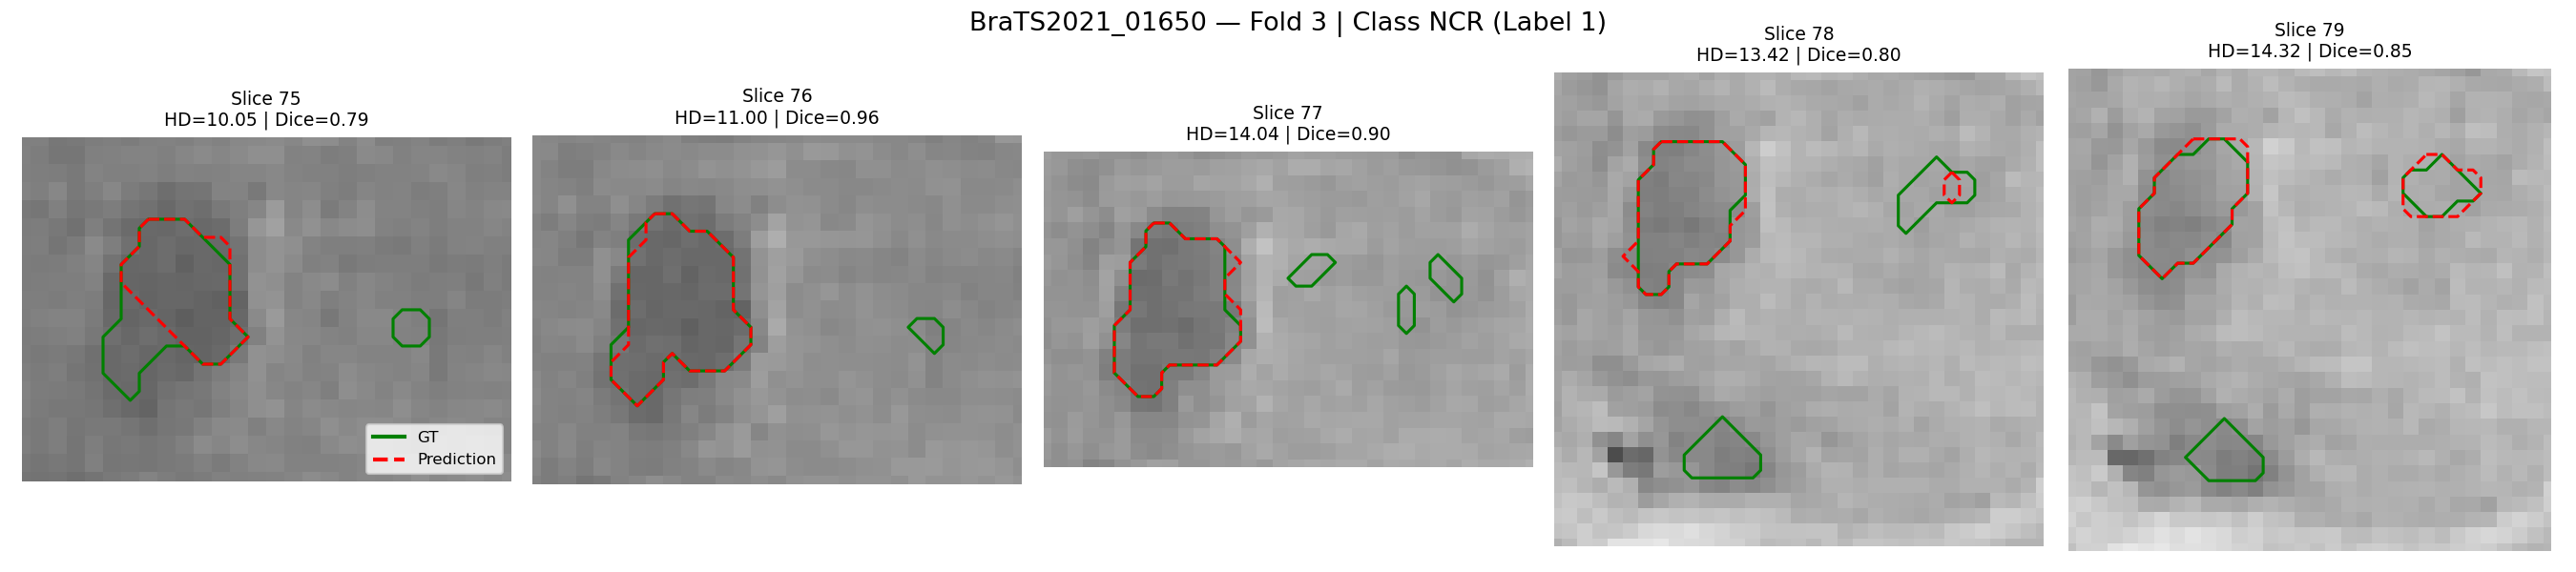 BraTS2021_01650 — Fold 3 | Class NCR (Label 1)
Slice 75
HD=10.05 | Dice=0.79
GT
Prediction
Slice 76
HD=11.00 | Dice=0.96
Slice 77
HD=14.04 | Dice=0.90
Slice 78
HD=13.42 | Dice=0.80
Slice 79
HD=14.32 | Dice=0.85